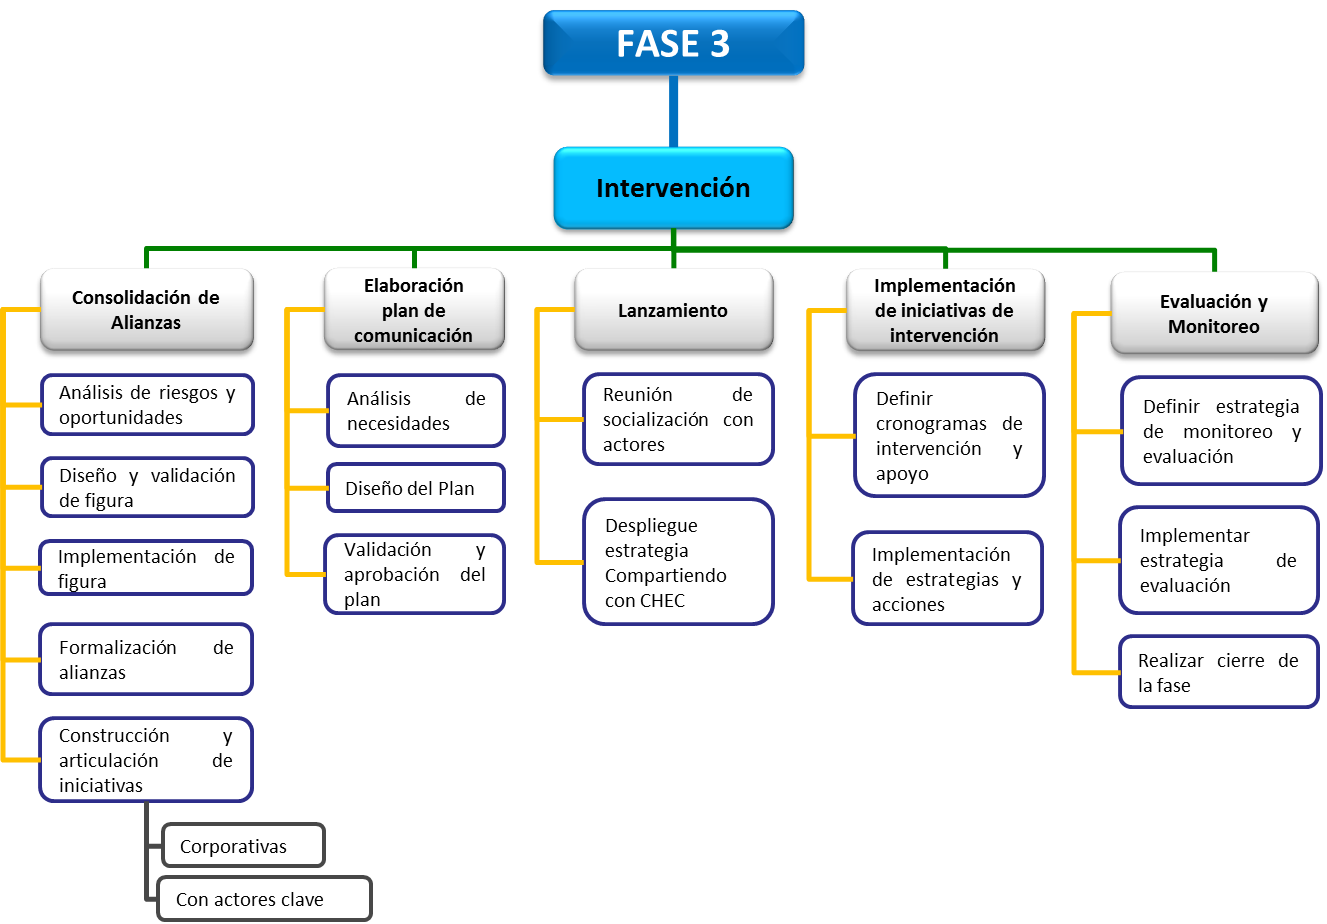 FASE 3
Intervención
Consolidación de
Alianzas
Análisis de riesgos y
oportunidades
Diseño y validación
de figura
Implementación de
figura
Formalización de
alianzas
Construcción y
articulación de
iniciativas
Corporativas
Con actores clave
Elaboración
plan de
comunicación
Análisis de
necesidades
Diseño del Plan
Validación y
aprobación del
plan
Lanzamiento
Reunión de
socialización con
actores
Despliegue
estrategia
Compartiendo
con CHEC
Implementación
de iniciativas de
intervención
Definir
cronogramas de
intervención y
apoyo
Implementación
de estrategias y
acciones
Evaluación y
Monitoreo
Definir estrategia
de monitoreo y
evaluación
Implementar
estrategia de
evaluación
Realizar cierre de
la fase